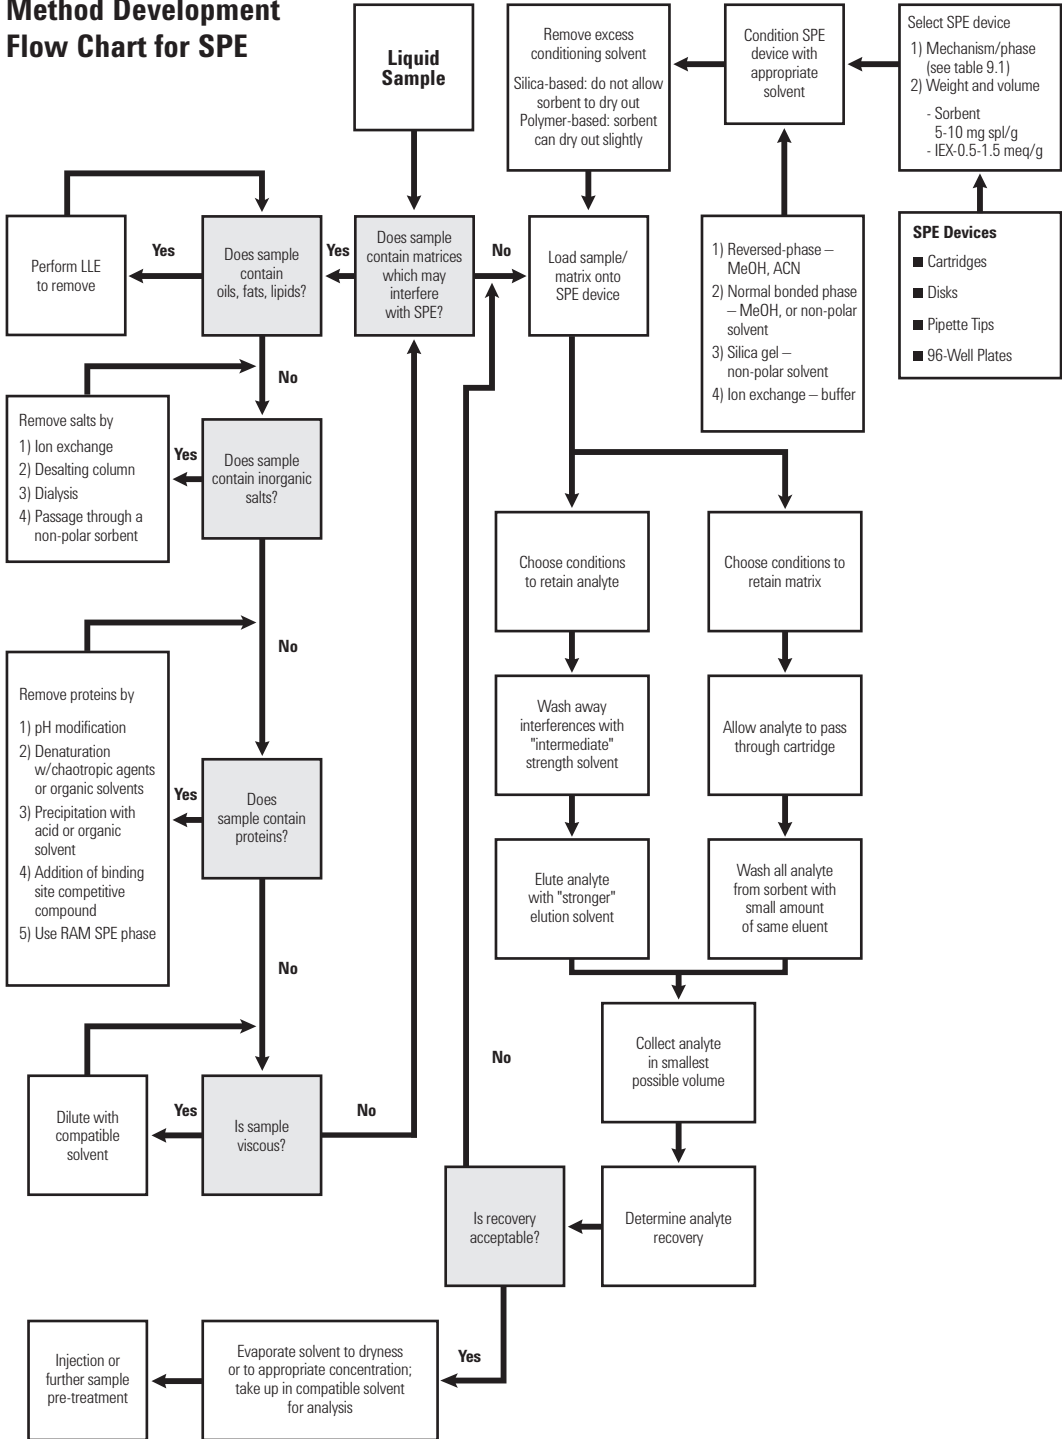 Method Development
Flow Chart for SPE
Liquid
Sample
Remove excess
conditioning solvent
Silica-based: do not allow
sorbent to dry out
Polymer-based: sorbent
can dry out slightly
Condition SPE
device with
appropriate
solvent
Select SPE device
1) Mechanism/phase
(see table 9.1)
2) Weight and volume
- Sorbent
5-10 mg spl/g
- IEX-0.5-1.5 meq/g
Perform LLE
to remove
Yes
Does sample
contain
oils, fats, lipids?
Yes
Does sample
contain matrices
which may
interfere
with SPE?
No
Load sample/
matrix onto
SPE device
1) Reversed-phase –
MeOH, ACN
2) Normal bonded phase
– MeOH, or non-polar
solvent
3) Silica gel –
non-polar solvent
4) Ion exchange – buffer
SPE Devices
■ Cartridges
■ Disks
■ Pipette Tips
■ 96-Well Plates
No
Remove salts by
1) Ion exchange
2) Desalting column
3) Dialysis
4) Passage through a
non-polar sorbent
Yes
Does sample
contain inorganic
salts?
Choose conditions
to retain analyte
Choose conditions to
retain matrix
No
Remove proteins by
1) pH modification
2) Denaturation
w/chaotropic agents
or organic solvents
3) Precipitation with
acid or organic
solvent
4) Addition of binding
site competitive
compound
5) Use RAM SPE phase
Yes
Does
sample contain
proteins?
Wash away
interferences with
"intermediate"
strength solvent
Allow analyte to pass
through cartridge
Elute analyte
with "stronger"
elution solvent
Wash all analyte
from sorbent with
small amount
of same eluent
No
Collect analyte
in smallest
possible volume
No
Dilute with
compatible
solvent
Yes
Is sample
viscous?
No
Is recovery
acceptable?
Determine analyte
recovery
Injection or
further sample
pre-treatment
Evaporate solvent to dryness
or to appropriate concentration;
take up in compatible solvent
for analysis
Yes